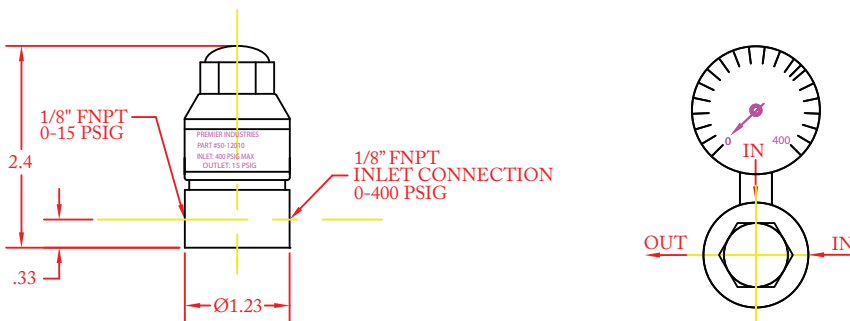 1/8" FNPT
0-15 PSIG
2.4
.33
Ø1.23
PREMIER INDUSTRIES
PART #50-12010
INLET: 400 PSIG MAX
OUTLET: 15 PSIG
1/8" FNPT
INLET CONNECTION
0-400 PSIG
0
400
IN
OUT
IN